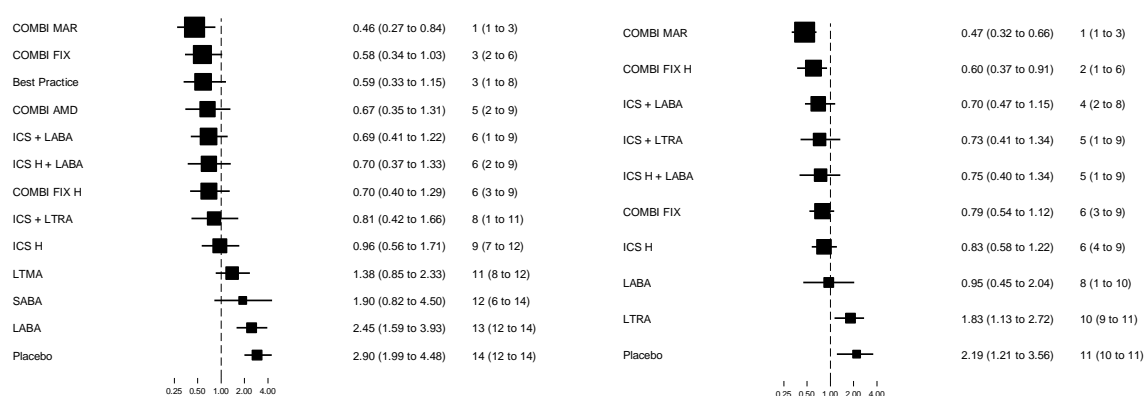 COMBI MAR 0.46 (0.27 to 0.84) 1 (1 to 3)
COMBI FIX 0.58 (0.34 to 1.03) 3 (2 to 6)
Best Practice 0.59 (0.33 to 1.15) 3 (1 to 8)
COMBI AMD 0.67 (0.35 to 1.31) 5 (2 to 9)
ICS + LABA 0.69 (0.41 to 1.22) 6 (1 to 9)
ICS H + LABA 0.70 (0.37 to 1.33) 6 (2 to 9)
COMBI FIX H 0.70 (0.40 to 1.29) 6 (3 to 9)
ICS + LTRA 0.81 (0.42 to 1.66) 8 (1 to 11)
ICS H 0.96 (0.56 to 1.71) 9 (7 to 12)
LTMA 1.38 (0.85 to 2.33) 11 (8 to 12)
SABA 1.90 (0.82 to 4.50) 12 (6 to 14)
LABA 2.45 (1.59 to 3.93) 13 (12 to 14)
Placebo 2.90 (1.99 to 4.48) 14 (12 to 14)
0.25 0.50 1.00 2.00 4.00
COMBI MAR 0.47 (0.32 to 0.66) 1 (1 to 3)
COMBI FIX H 0.60 (0.37 to 0.91) 2 (1 to 6)
ICS + LABA 0.70 (0.47 to 1.15) 4 (2 to 8)
ICS + LTRA 0.73 (0.41 to 1.34) 5 (1 to 9)
ICS H + LABA 0.75 (0.40 to 1.34) 5 (1 to 9)
COMBI FIX 0.79 (0.54 to 1.12) 6 (3 to 9)
ICS H 0.83 (0.58 to 1.22) 6 (4 to 9)
LABA 0.95 (0.45 to 2.04) 8 (1 to 10)
LTRA 1.83 (1.13 to 2.72) 10 (9 to 11)
Placebo 2.19 (1.21 to 3.56) 11 (10 to 11)
0.25 0.50 1.00 2.00 4.00